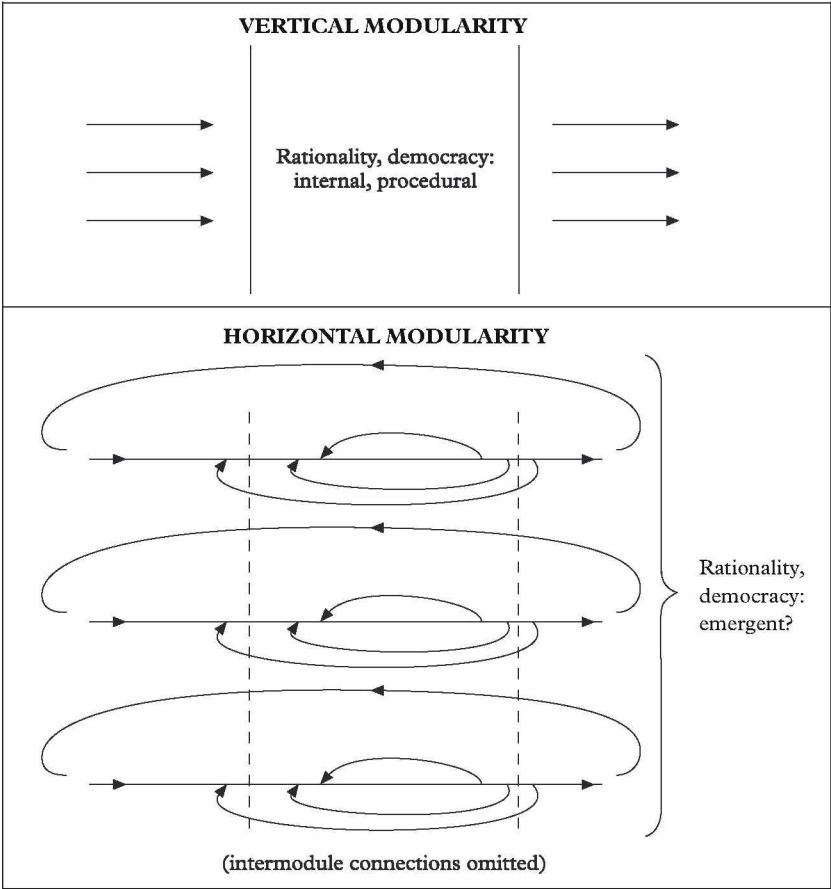 VERTICAL MODULARITY
Rationality, democracy:
internal, procedural
HORIZONTAL MODULARITY
Rationality,
democracy:
emergent?
(intermodule connections omitted)